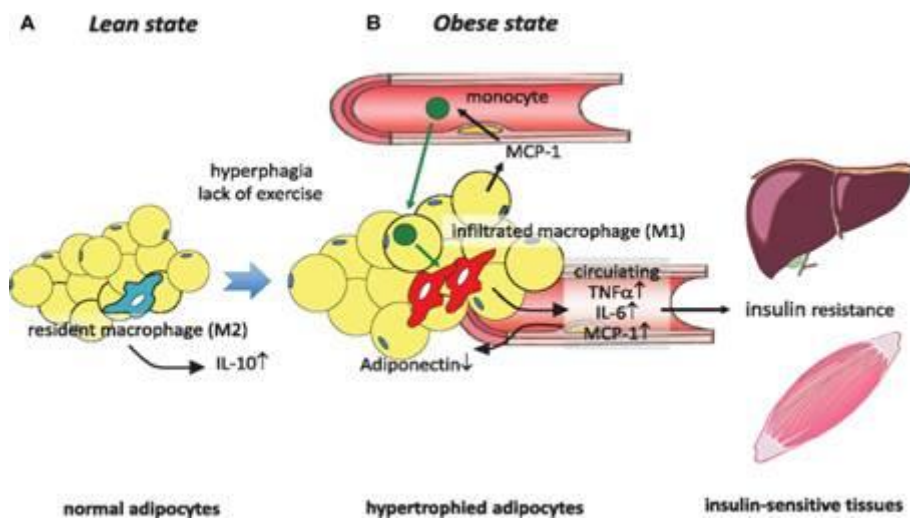 A Lean state
B Obese state
monocyte
MCP-1
hyperphagia
lack of exercise
infiltrated macrophage (M1)
circulating
TNFα↑
IL-6↑
MCP-1↑
insulin resistance
resident macrophage (M2)
IL-10↑
Adiponectin↓
normal adipocytes
hypertrophied adipocytes
insulin-sensitive tissues